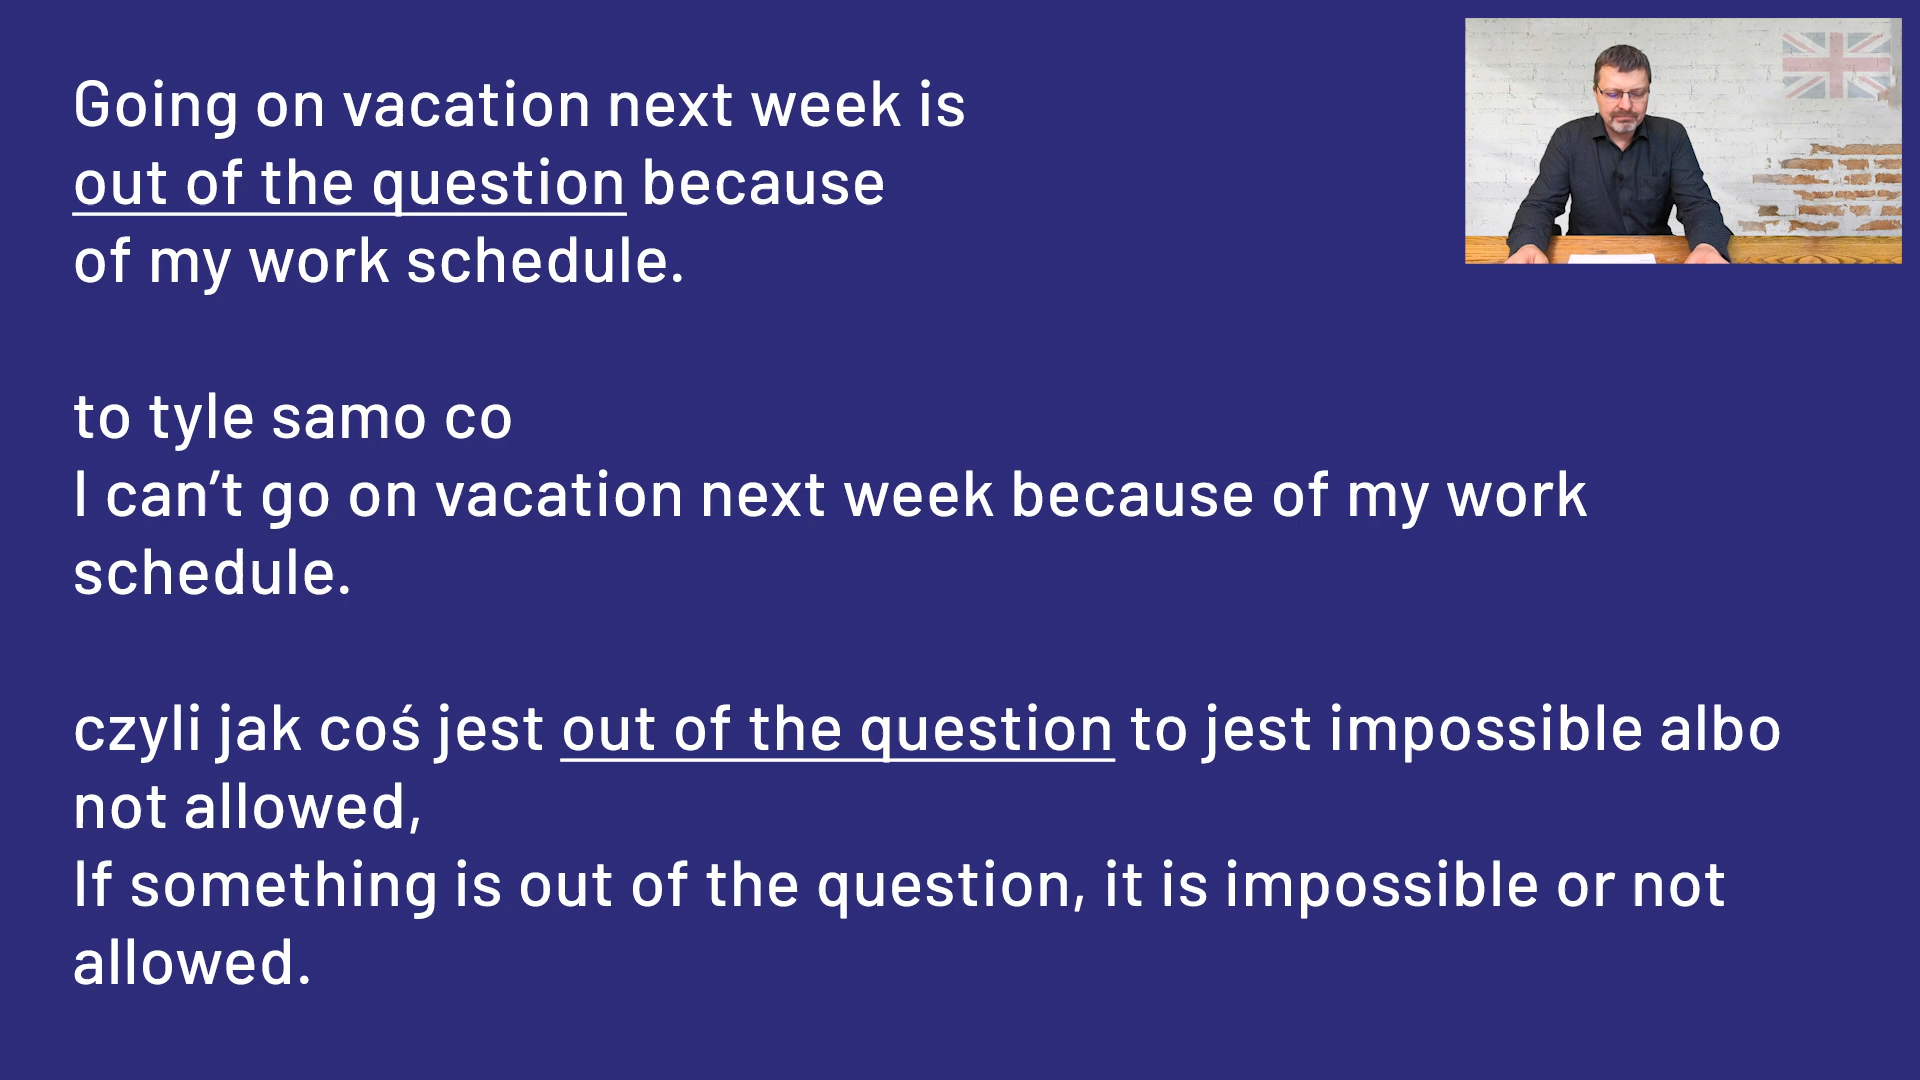 Going on vacation next week is
out of the question because
of my work schedule.
to tyle samo co
I can’t go on vacation next week because of my work
schedule.
czyli jak coś jest out of the question to jest impossible albo
not allowed,
If something is out of the question, it is impossible or not
allowed.